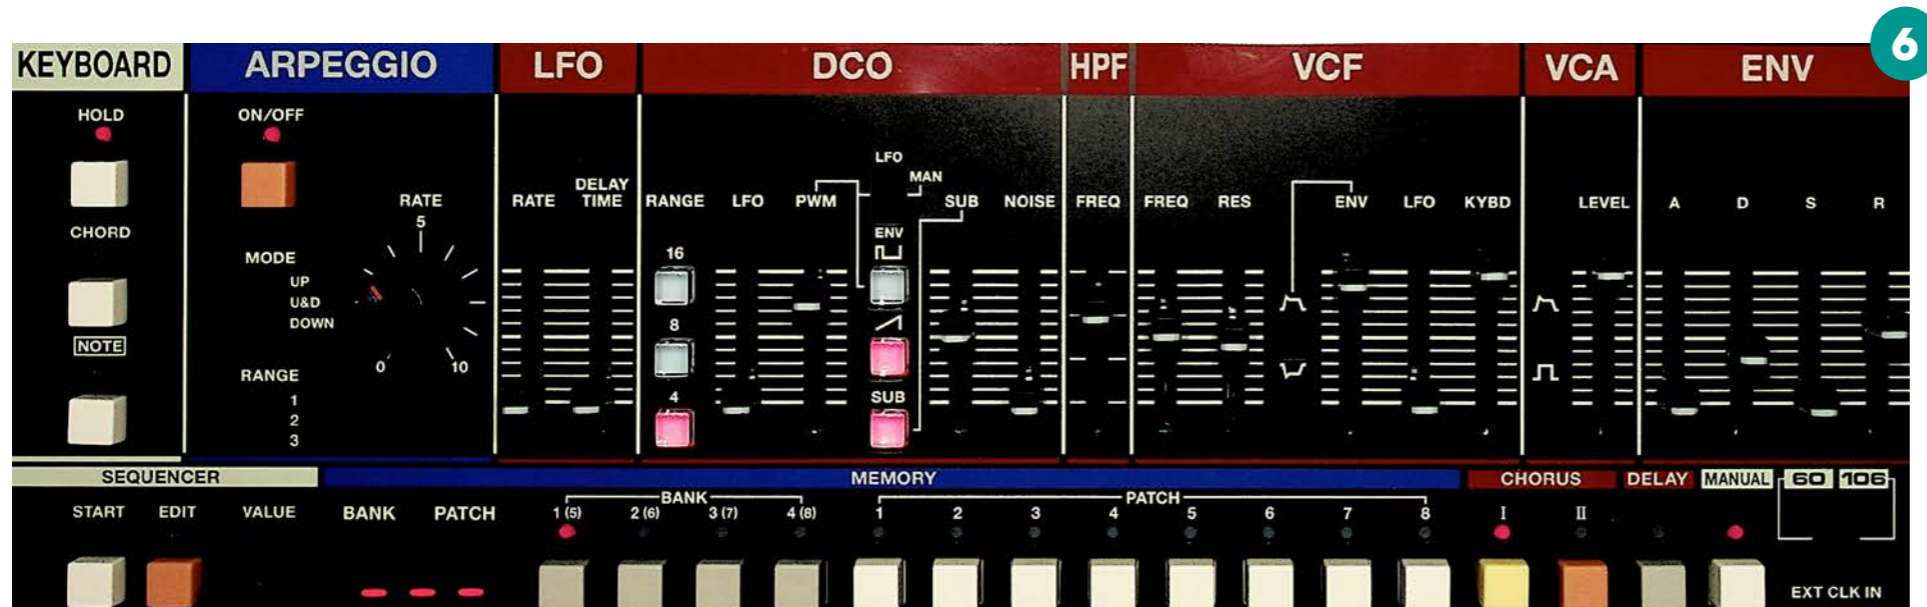 6
KEYBOARD ARPEGGIO LFO DCO HPF VCF VCA ENV
HOLD ON/OFF
LFO
MAN
DELAY
RATE RATE TIME RANGE LFO PWM SUB NOISE FREQ FREQ RES ENV LFO KYBD LEVEL A D S R
5
CHORD ENV
MODE 16
UP
U&D
DOWN 8
NOTE
0 10
RANGE
1 4 SUB
2
3
SEQUENCER MEMORY CHORUS DELAY MANUAL 60 106
BANK PATCH
START EDIT VALUE BANK PATCH 1(5) 2(6) 3(7) 4(8) 1 2 3 4 5 6 7 8 I II
EXT CLK IN